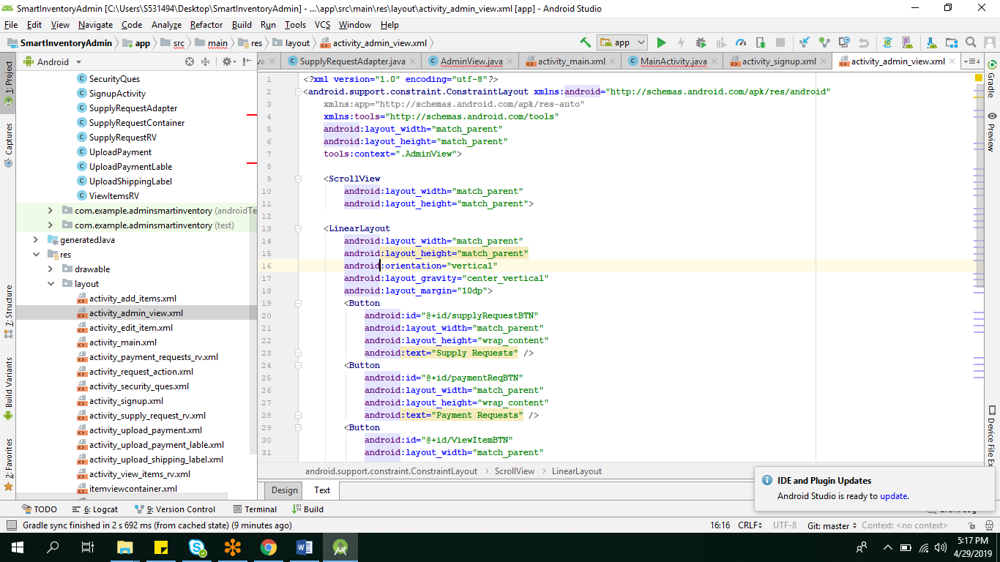 SmartInventoryAdmin [C:\Users\S531494\Desktop\SmartInventoryAdmin] - ...\app\src\main\res\layout\activity_admin_view.xml [app] - Android Studio
File Edit View Navigate Code Analyze Refactor Build Run Tools VCS Window Help
SmartInventoryAdmin app src main res layout activity_admin_view.xml app
Android
va SupplyRequestAdapter.java AdminView.java activity_main.xml MainActivity.java activity_signup.xml activity_admin_view.xml 4
1: Project
Captures
7: Structure
Build Variants
2: Favorites
SecurityQues
SignupActivity
SupplyRequestAdapter
SupplyRequestContainer
SupplyRequestRV
UploadPayment
UploadPaymentLable
UploadShippingLabel
ViewItemsRV
com.example.adminsmartinventory (androidTe
com.example.adminsmartinventory (test)
generatedJava
res
drawable
layout
activity_add_items.xml
activity_admin_view.xml
activity_edit_item.xml
activity_main.xml
activity_payment_requests_rv.xml
activity_request_action.xml
activity_security_ques.xml
activity_signup.xml
activity_supply_request_rv.xml
activity_upload_payment.xml
activity_upload_payment_lable.xml
activity_upload_shipping_label.xml
activity_view_items_rv.xml
itemviewcontainer.xml
1 <?xml version="1.0" encoding="utf-8"?>
2 <android.support.constraint.ConstraintLayout xmlns:android="http://schemas.android.com/apk/res/android"
3 xmlns:app="http://schemas.android.com/apk/res-auto"
4 xmlns:tools="http://schemas.android.com/tools"
5 android:layout_width="match_parent"
6 android:layout_height="match_parent"
7 tools:context=".AdminView">
8
9 <ScrollView
10 android:layout_width="match_parent"
11 android:layout_height="match_parent">
12
13 <LinearLayout
14 android:layout_width="match_parent"
15 android:layout_height="match_parent"
16 android:orientation="vertical"
17 android:layout_gravity="center_vertical"
18 android:layout_margin="10dp">
19 <Button
20 android:id="@+id/supplyRequestBTN"
21 android:layout_width="match_parent"
22 android:layout_height="wrap_content"
23 android:text="Supply Requests" />
24 <Button
25 android:id="@+id/paymentReqBTN"
26 android:layout_width="match_parent"
27 android:layout_height="wrap_content"
28 android:text="Payment Requests" />
29 <Button
30 android:id="@+id/ViewItemBTN"
31 android:layout_width="match_parent"
android.support.constraint.ConstraintLayout ScrollView LinearLayout
Design Text
Gradle
Preview
Device File Ex
IDE and Plugin Updates
Android Studio is ready to update.
TODO 6: Logcat 9: Version Control Terminal Build
Gradle sync finished in 2 s 692 ms (from cached state) (9 minutes ago) 16:16 CRLF UTF-8 Git: master Context: <no context>
5:17 PM
4/29/2019